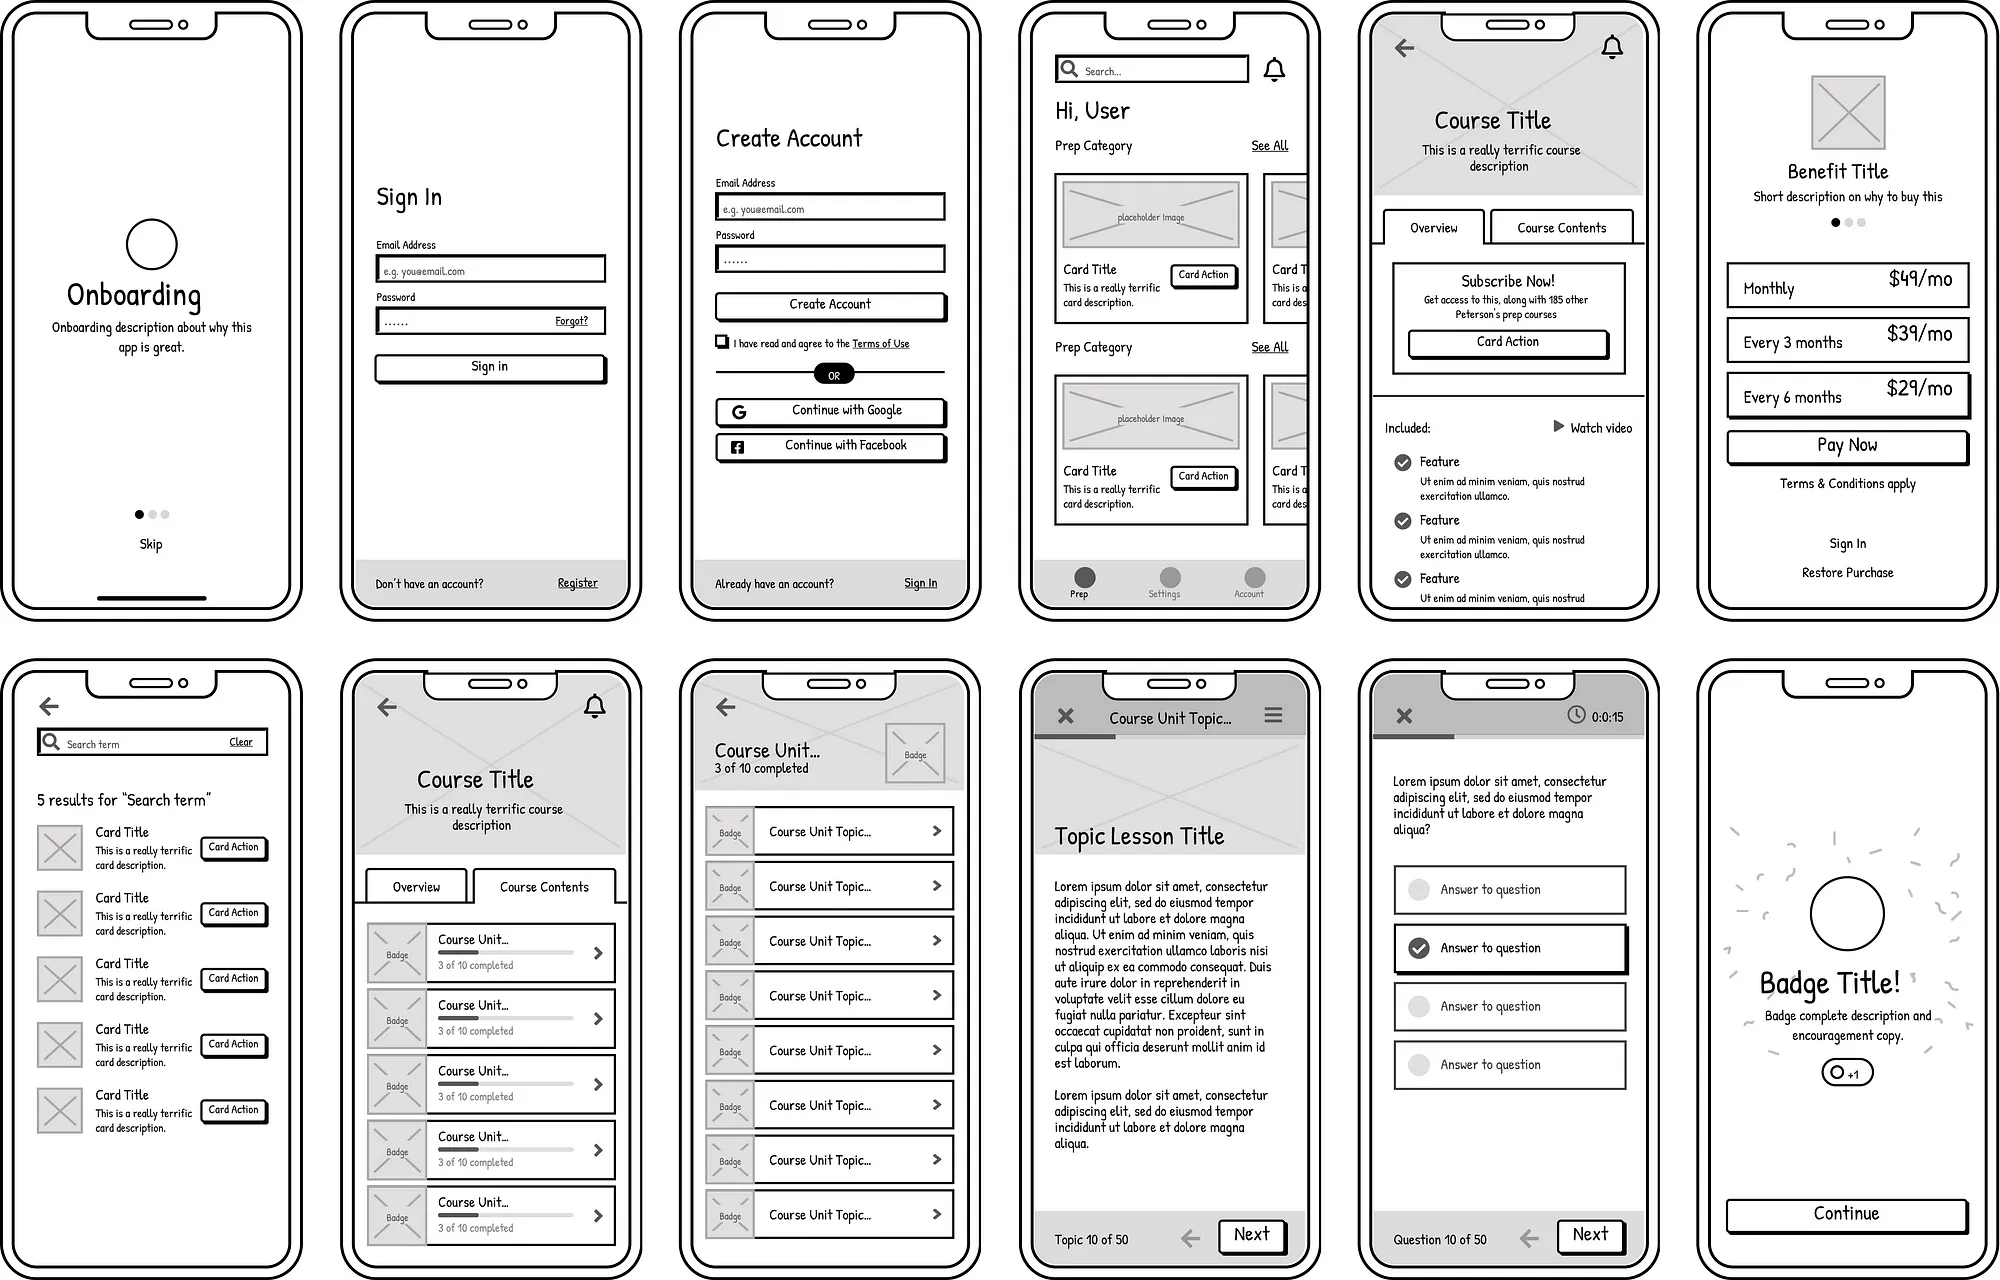 Onboarding
Onboarding description about why this
app is great.
Skip
Sign In
Email Address
e.g. you@email.com
Password
......
Forgot?
Sign in
Don't have an account?
Register
Create Account
Email Address
e.g. you@email.com
Password
......
Create Account
I have read and agree to the Terms of Use
OR
Continue with Google
Continue with Facebook
Already have an account?
Sign In
Search...
Hi, User
Prep Category
See All
placeholder Image
Card Title
This is a really terrific
card description.
Card Action
Card T
This is a
card des
Prep Category
See All
placeholder Image
Card Title
This is a really terrific
card description.
Card Action
Card T
This is a
card des
Prep
Settings
Account
Course Title
This is a really terrific course
description
Overview
Course Contents
Subscribe Now!
Get access to this, along with 185 other
Peterson's prep courses
Card Action
Included:
Watch video
Feature
Ut enim ad minim veniam, quis nostrud
exercitation ullamco.
Feature
Ut enim ad minim veniam, quis nostrud
exercitation ullamco.
Feature
Ut enim ad minim veniam, quis nostrud
Benefit Title
Short description on why to buy this
Monthly
$49/mo
Every 3 months
$39/mo
Every 6 months
$29/mo
Pay Now
Terms & Conditions apply
Sign In
Restore Purchase
Search term
Clear
5 results for “Search term”
Card Title
This is a really terrific
card description.
Card Action
Card Title
This is a really terrific
card description.
Card Action
Card Title
This is a really terrific
card description.
Card Action
Card Title
This is a really terrific
card description.
Card Action
Card Title
This is a really terrific
card description.
Card Action
Course Title
This is a really terrific course
description
Overview
Course Contents
Badge
Course Unit...
3 of 10 completed
Badge
Course Unit...
3 of 10 completed
Badge
Course Unit...
3 of 10 completed
Badge
Course Unit...
3 of 10 completed
Badge
Course Unit...
3 of 10 completed
Course Unit...
3 of 10 completed
Badge
Badge
Course Unit Topic...
Badge
Course Unit Topic...
Badge
Course Unit Topic...
Badge
Course Unit Topic...
Badge
Course Unit Topic...
Badge
Course Unit Topic...
Badge
Course Unit Topic...
Badge
Course Unit Topic...
Course Unit Topic...
Topic Lesson Title
Lorem ipsum dolor sit amet, consectetur
adipiscing elit, sed do eiusmod tempor
incididunt ut labore et dolore magna
aliqua. Ut enim ad minim veniam, quis
nostrud exercitation ullamco laboris nisi
ut aliquip ex ea commodo consequat. Duis
aute irure dolor in reprehenderit in
voluptate velit esse cillum dolore eu
fugiat nulla pariatur. Excepteur sint
occaecat cupidatat non proident, sunt in
culpa qui officia deserunt mollit anim id
est laborum.
Lorem ipsum dolor sit amet, consectetur
adipiscing elit, sed do eiusmod tempor
incididunt ut labore et dolore magna
aliqua.
Topic 10 of 50
Next
0:0:15
Lorem ipsum dolor sit amet, consectetur
adipiscing elit, sed do eiusmod tempor
incididunt ut labore et dolore magna
aliqua?
Answer to question
Answer to question
Answer to question
Answer to question
Question 10 of 50
Next
Badge Title!
Badge complete description and
encouragement copy.
+1
Continue